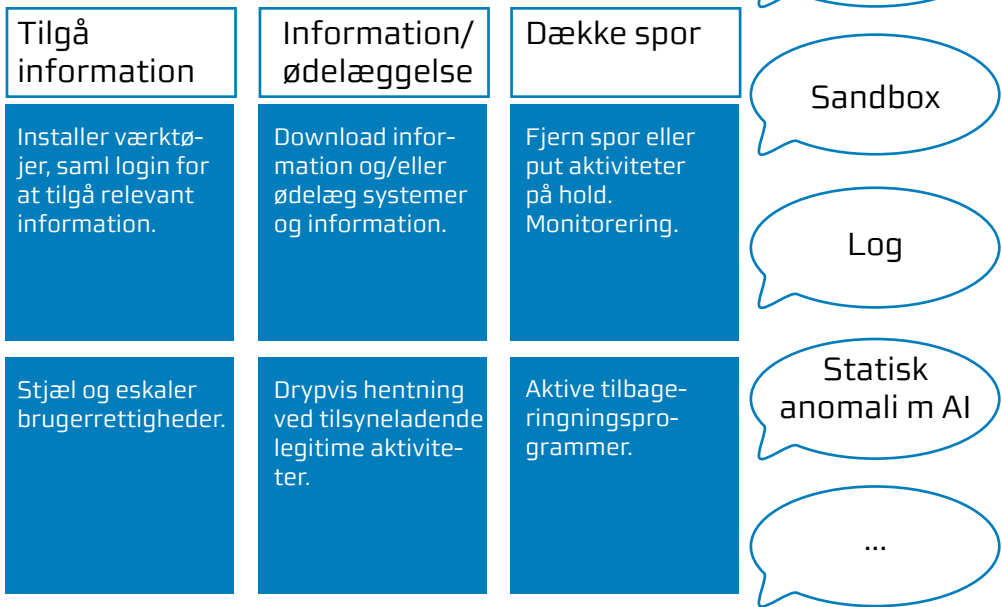 Tilgå
information
Information/
ødelæggelse
Dække spor
Installer værktø-
jer, saml login for
at tilgå relevant
information.
Download infor-
mation og/eller
ødelæg systemer
og information.
Fjern spor eller
put aktiviteter
på hold.
Monitorering.
Stjæl og eskaler
brugerrettigheder.
Drypvis hentning
ved tilsyneladende
legitime aktivite-
ter.
Aktive tilbage-
ringningspro-
grammer.
Sandbox
Log
Statisk
anomali m AI
...